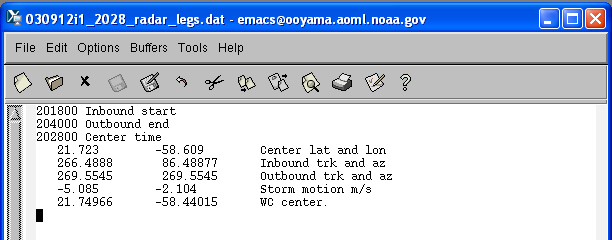 030912i1_2028_radar_legs.dat - emacs@ooyama.aoml.noaa.gov
File Edit Options Buffers Tools Help
201800 Inbound start
204000 Outbound end
202800 Center time
21.723 -58.609 Center lat and lon
266.4888 86.48877 Inbound trk and az
269.5545 269.5545 Outbound trk and az
-5.085 -2.104 Storm motion m/s
21.74966 -58.44015 WC center.